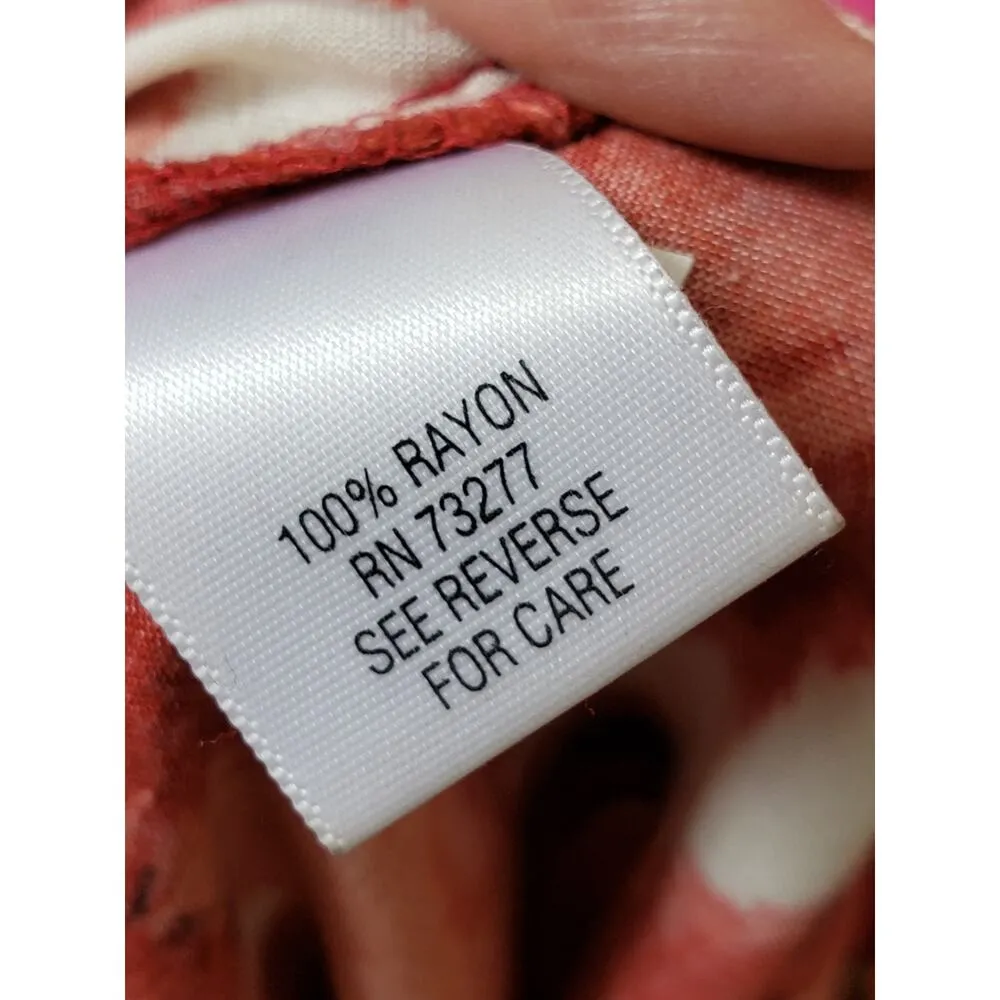 100% RAYON
RN 73277
SEE REVERSE
FOR CARE